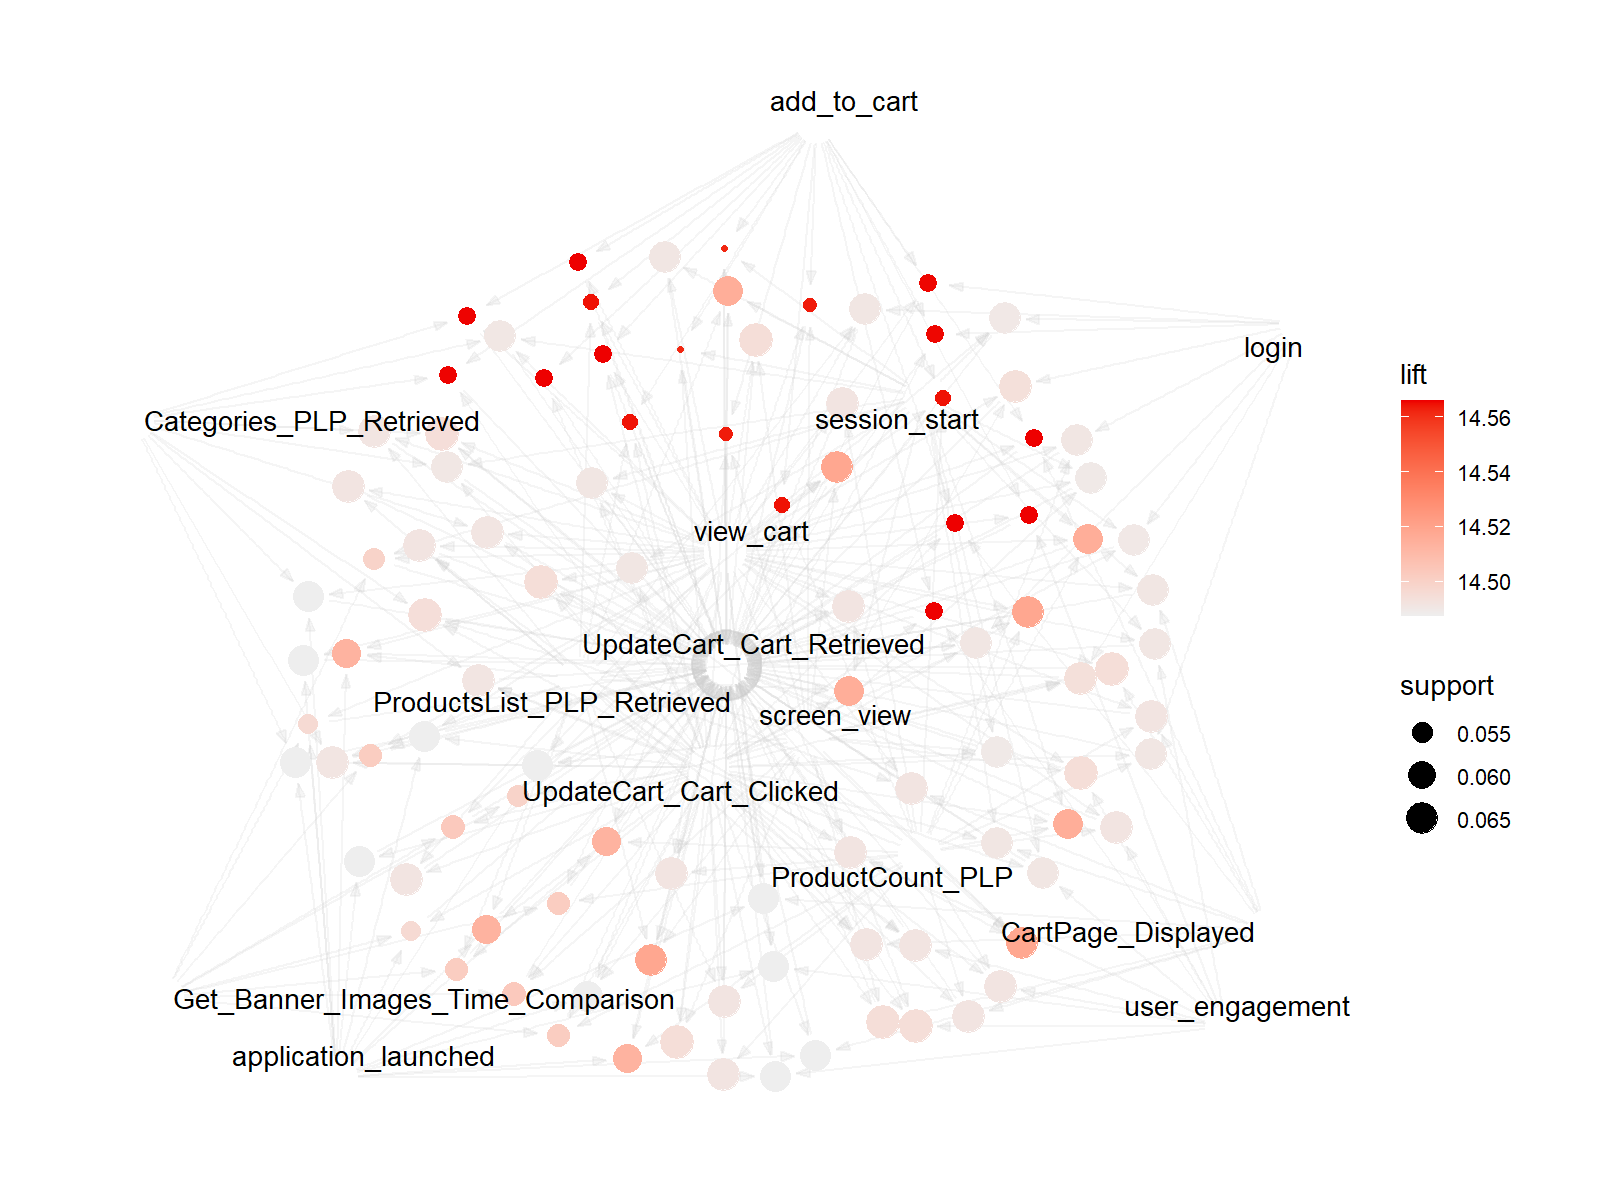 add_to_cart
login
Categories_PLP_Retrieved
session_start
view_cart
UpdateCart_Cart_Retrieved
ProductsList_PLP_Retrieved
screen_view
UpdateCart_Cart_Clicked
ProductCount_PLP
CartPage_Displayed
Get_Banner_Images_Time_Comparison
user_engagement
application_launched
lift
14.56
14.54
14.52
14.50
support
0.055
0.060
0.065